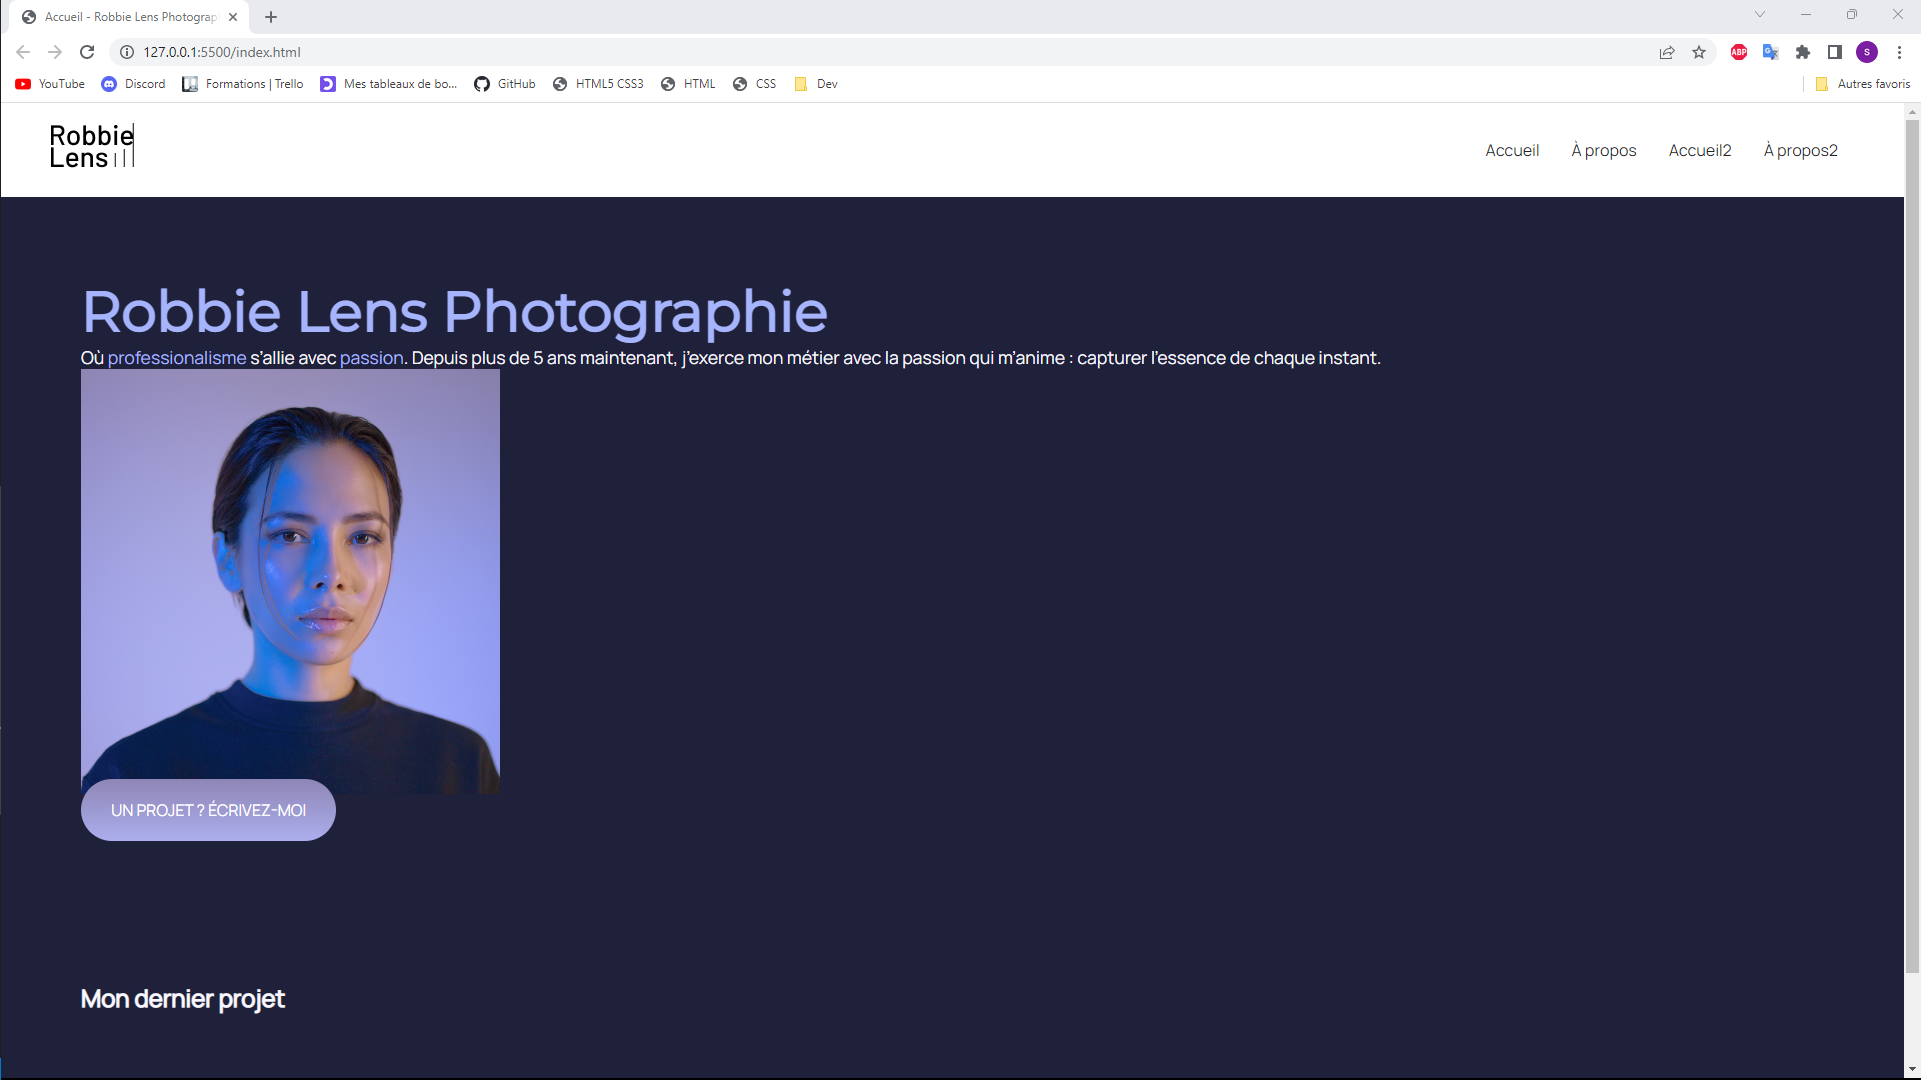 Accueil - Robbie Lens Photograp
127.0.0.1:5500/index.html
ABP
S
YouTube
Discord
Formations | Trello
Mes tableaux de bo...
GitHub
HTML5 CSS3
HTML
CSS
Dev
Autres favoris
Robbie
Lens
Accueil
À propos
Accueil2
À propos2
Robbie Lens Photographie
Où professionalisme s'allie avec passion. Depuis plus de 5 ans maintenant, j'exerce mon métier avec la passion qui m'anime : capturer l'essence de chaque instant.
UN PROJET ? ÉCRIVEZ-MOI
Mon dernier projet